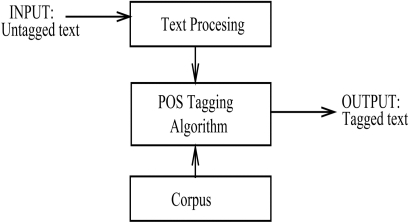 INPUT:
Untagged text
Text Procesing
POS Tagging
Algorithm
OUTPUT:
Tagged text
Corpus